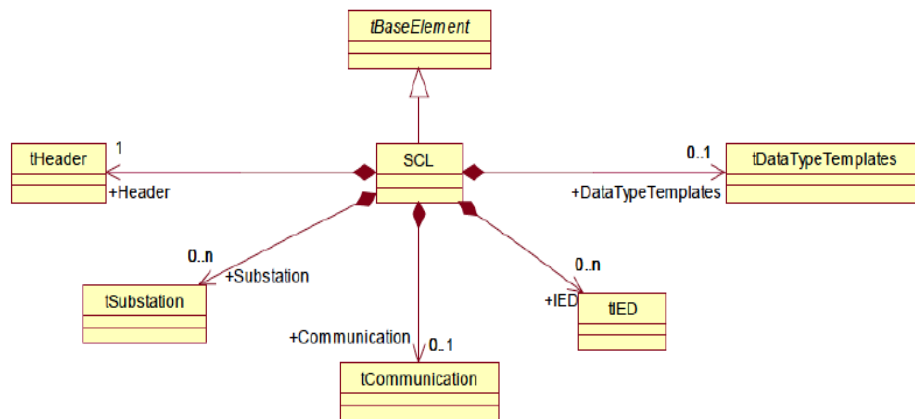 tBaseElement
tHeader
1
SCL
0..1
tDataTypeTemplates
+Header
+DataTypeTemplates
0..n
+Substation
0..n
+IED
tSubstation
tIED
+Communication
0..1
tCommunication